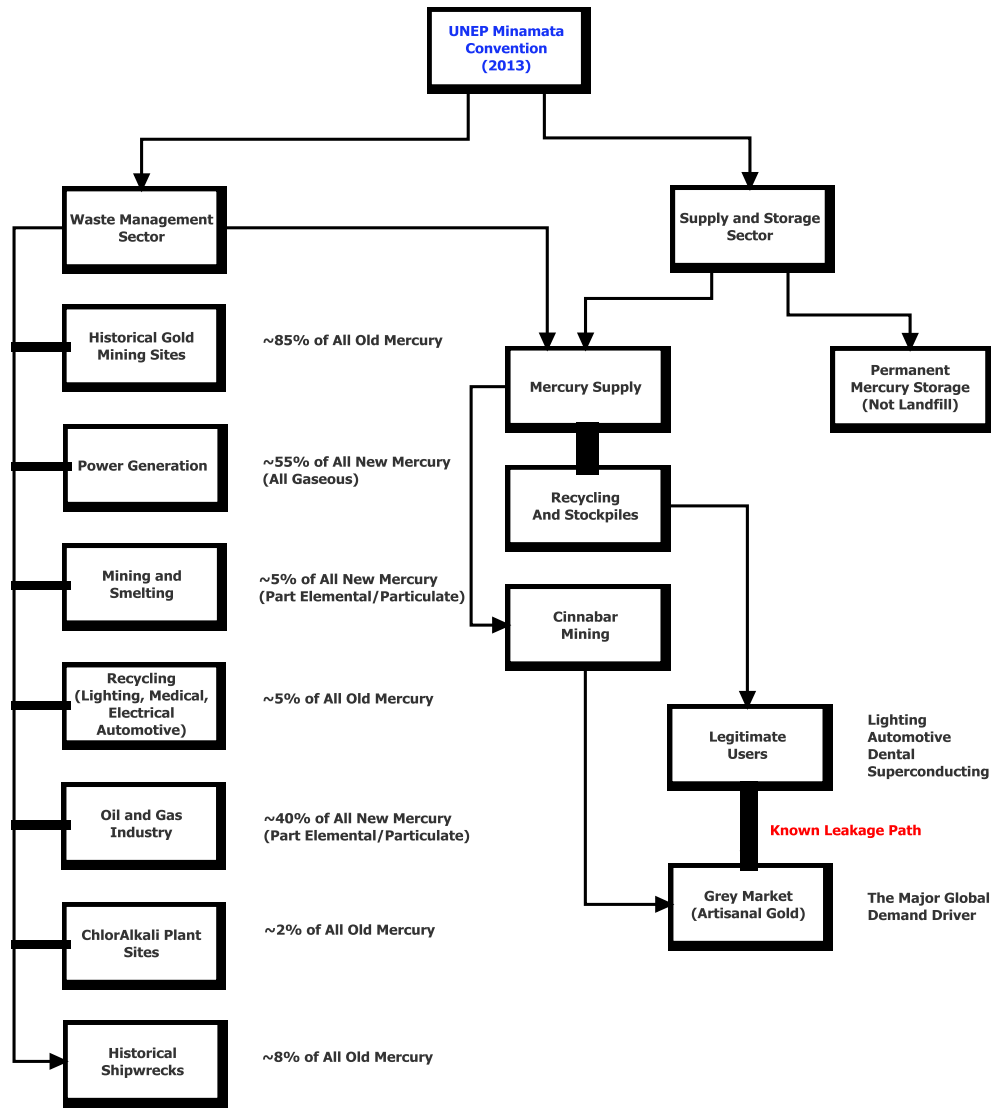 UNEP Minamata
Convention
(2013)
Waste Management
Sector
Supply and Storage
Sector
Historical Gold
Mining Sites
~85% of All Old Mercury
Mercury Supply
Permanent
Mercury Storage
(Not Landfill)
Power Generation
~55% of All New Mercury
(All Gaseous)
Recycling
And Stockpiles
Mining and
Smelting
~5% of All New Mercury
(Part Elemental/Particulate)
Cinnabar
Mining
Recycling
(Lighting, Medical,
Electrical
Automotive)
~5% of All Old Mercury
Legitimate
Users
Lighting
Automotive
Dental
Superconducting
Oil and Gas
Industry
~40% of All New Mercury
(Part Elemental/Particulate)
Known Leakage Path
Grey Market
(Artisanal Gold)
The Major Global
Demand Driver
ChlorAlkali Plant
Sites
~2% of All Old Mercury
Historical
Shipwrecks
~8% of All Old Mercury